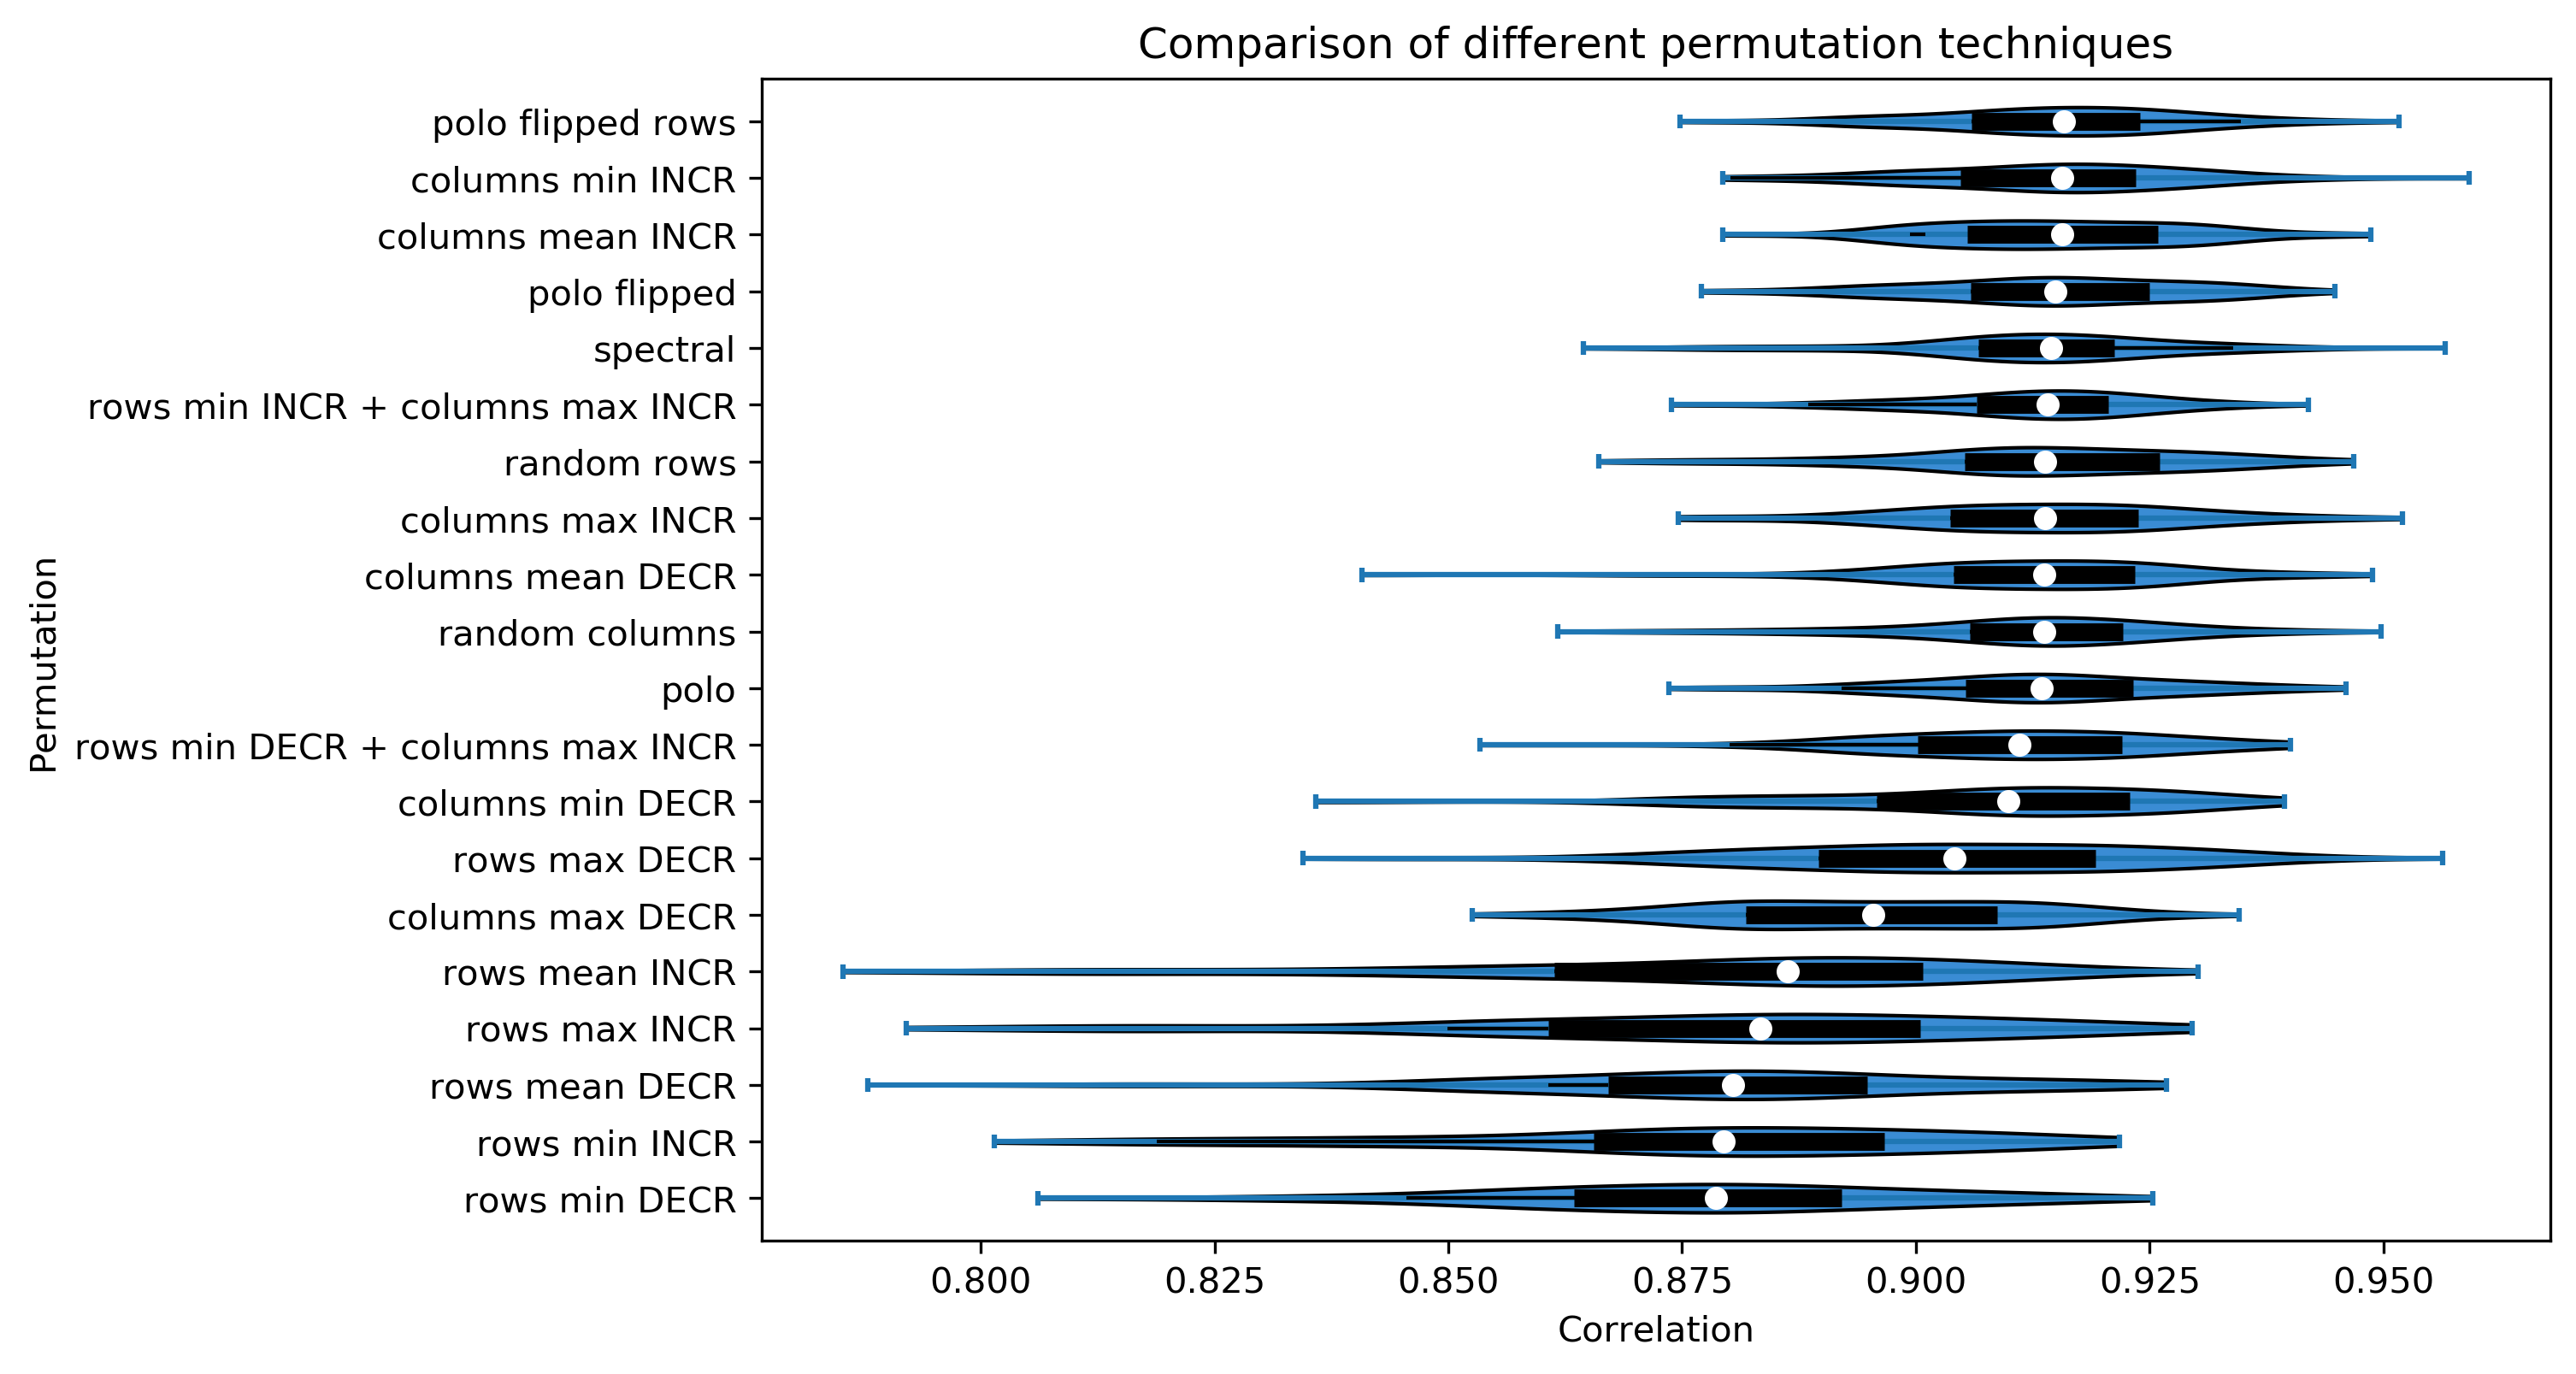 Comparison of different permutation techniques
Permutation
polo flipped rows
columns min INCR
columns mean INCR
polo flipped
spectral
rows min INCR + columns max INCR
random rows
columns max INCR
columns mean DECR
random columns
polo
rows min DECR + columns max INCR
columns min DECR
rows max DECR
columns max DECR
rows mean INCR
rows max INCR
rows mean DECR
rows min INCR
rows min DECR
0.800 0.825 0.850 0.875 0.900 0.925 0.950
Correlation